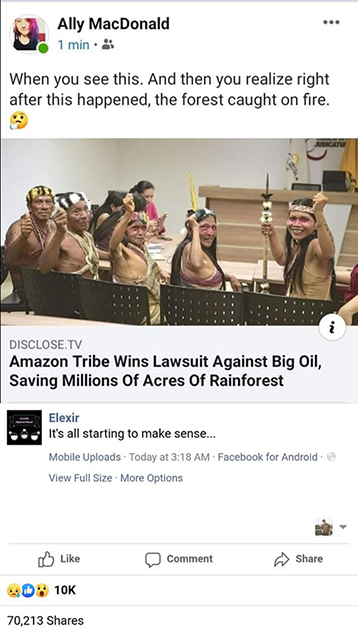 Ally MacDonald
1 min ·
When you see this. And then you realize right
after this happened, the forest caught on fire.
JUDICATUR
DISCLOSE.TV
Amazon Tribe Wins Lawsuit Against Big Oil,
Saving Millions Of Acres Of Rainforest
Elexir
It's all starting to make sense...
Mobile Uploads · Today at 3:18 AM · Facebook for Android ·
View Full Size · More Options
Like Comment Share
10K
70,213 Shares